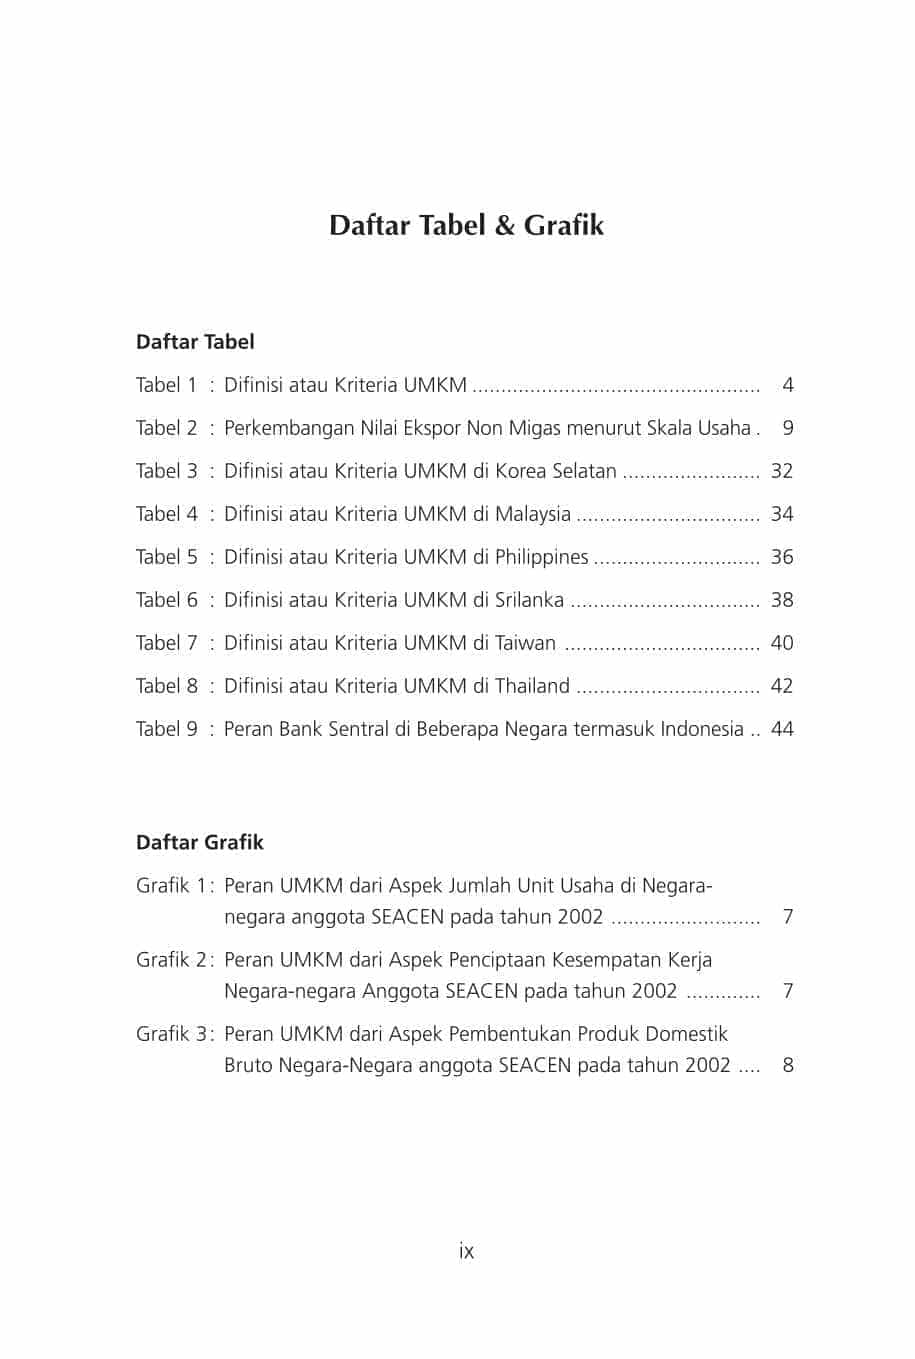 Daftar Tabel & Grafik
Daftar Tabel
Tabel 1 : Difinisi atau Kriteria UMKM ................................................. 4
Tabel 2 : Perkembangan Nilai Ekspor Non Migas menurut Skala Usaha . 9
Tabel 3 : Difinisi atau Kriteria UMKM di Korea Selatan ........................ 32
Tabel 4 : Difinisi atau Kriteria UMKM di Malaysia ................................ 34
Tabel 5 : Difinisi atau Kriteria UMKM di Philippines ............................. 36
Tabel 6 : Difinisi atau Kriteria UMKM di Srilanka ................................. 38
Tabel 7 : Difinisi atau Kriteria UMKM di Taiwan .................................. 40
Tabel 8 : Difinisi atau Kriteria UMKM di Thailand ................................ 42
Tabel 9 : Peran Bank Sentral di Beberapa Negara termasuk Indonesia .. 44
Daftar Grafik
Grafik 1 : Peran UMKM dari Aspek Jumlah Unit Usaha di Negara-
negara anggota SEACEN pada tahun 2002 .......................... 7
Grafik 2 : Peran UMKM dari Aspek Penciptaan Kesempatan Kerja
Negara-negara Anggota SEACEN pada tahun 2002 ............. 7
Grafik 3 : Peran UMKM dari Aspek Pembentukan Produk Domestik
Bruto Negara-Negara anggota SEACEN pada tahun 2002 .... 8
ix